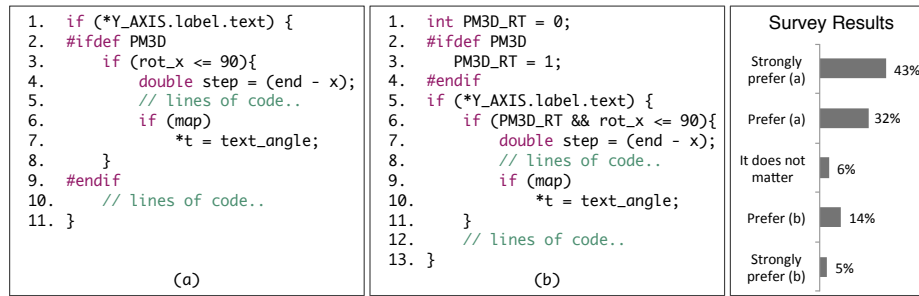 1. if (*Y_AXIS.label.text) {
2. #ifdef PM3D
3. if (rot_x <= 90){
4. double step = (end - x);
5. // lines of code..
6. if (map)
7. *t = text_angle;
8. }
9. #endif
10. // lines of code..
11. }
(a)
1. int PM3D_RT = 0;
2. #ifdef PM3D
3. PM3D_RT = 1;
4. #endif
5. if (*Y_AXIS.label.text) {
6. if (PM3D_RT && rot_x <= 90){
7. double step = (end - x);
8. // lines of code..
9. if (map)
10. *t = text_angle;
11. }
12. // lines of code..
13. }
(b)
Survey Results
Strongly
prefer (a)
43%
Prefer (a)
32%
It does not
matter
6%
Prefer (b)
14%
Strongly
prefer (b)
5%